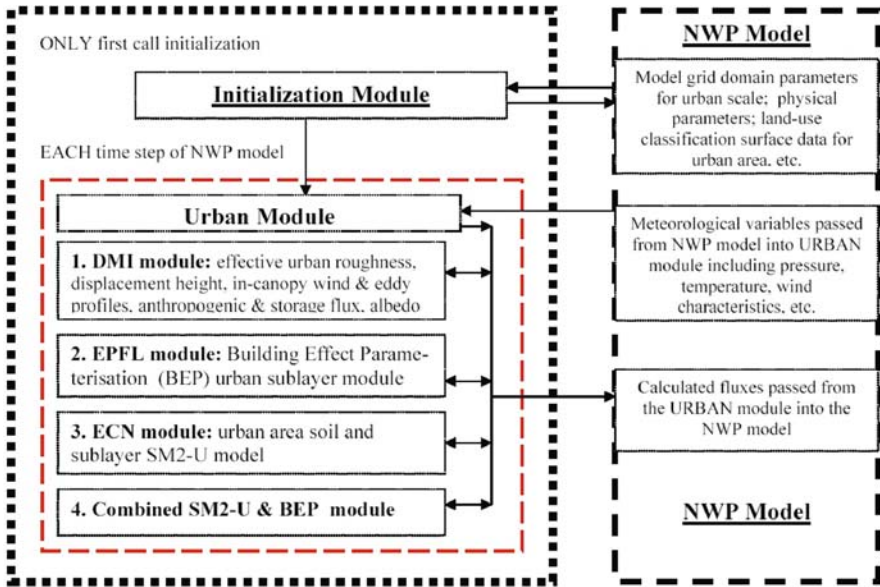 ONLY first call initialization
Initialization Module
EACH time step of NWP model
Urban Module
1. DMI module: effective urban roughness,
displacement height, in-canopy wind & eddy
profiles, anthropogenic & storage flux, albedo
2. EPFL module: Building Effect Parame-
terisation (BEP) urban sublayer module
3. ECN module: urban area soil and
sublayer SM2-U model
4. Combined SM2-U & BEP module
NWP Model
Model grid domain parameters
for urban scale; physical
parameters; land-use
classification surface data for
urban area, etc.
Meteorological variables passed
from NWP model into URBAN
module including pressure,
temperature, wind
characteristics, etc.
Calculated fluxes passed from
the URBAN module into the
NWP model
NWP Model